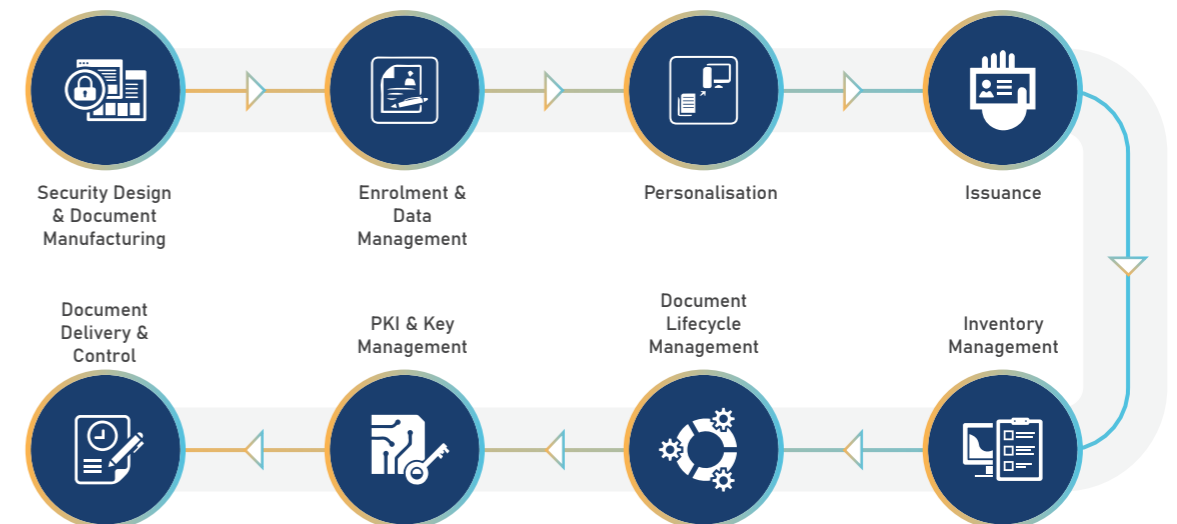 Security Design
& Document
Manufacturing
Enrolment &
Data
Management
Personalisation
Issuance
Document
Delivery &
Control
PKI & Key
Management
Document
Lifecycle
Management
Inventory
Management